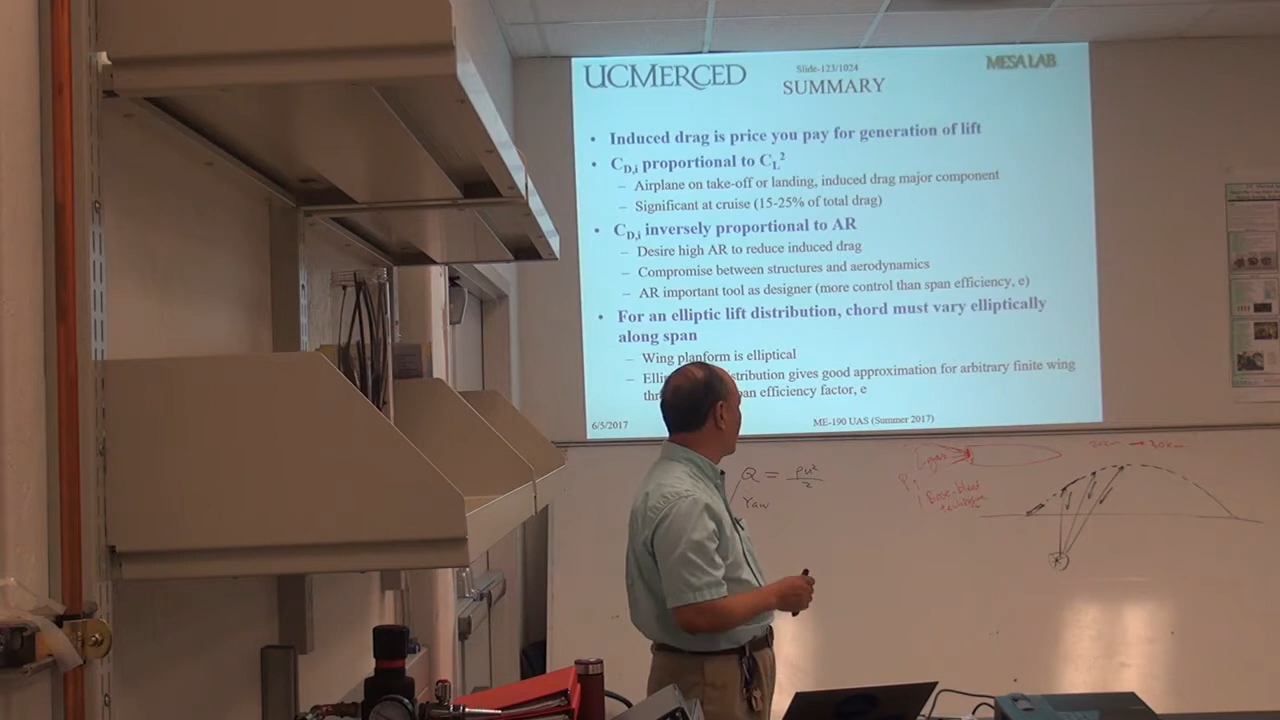 UCMERCED
Slide-123/1024
MESA LAB
SUMMARY
• Induced drag is price you pay for generation of lift
• CD,i proportional to CL2
– Airplane on take-off or landing, induced drag major component
– Significant at cruise (15-25% of total drag)
• CD,i inversely proportional to AR
– Desire high AR to reduce induced drag
– Compromise between structures and aerodynamics
– AR important tool as designer (more control than span efficiency, e)
• For an elliptic lift distribution, chord must vary elliptically
along span
– Wing planform is elliptical
– distribution gives good approximation for arbitrary finite wing
efficiency factor, e
6/5/2017
ME-190 UAS (Summer 2017)
Q = ρu²/2
Yaw
Base-bleed